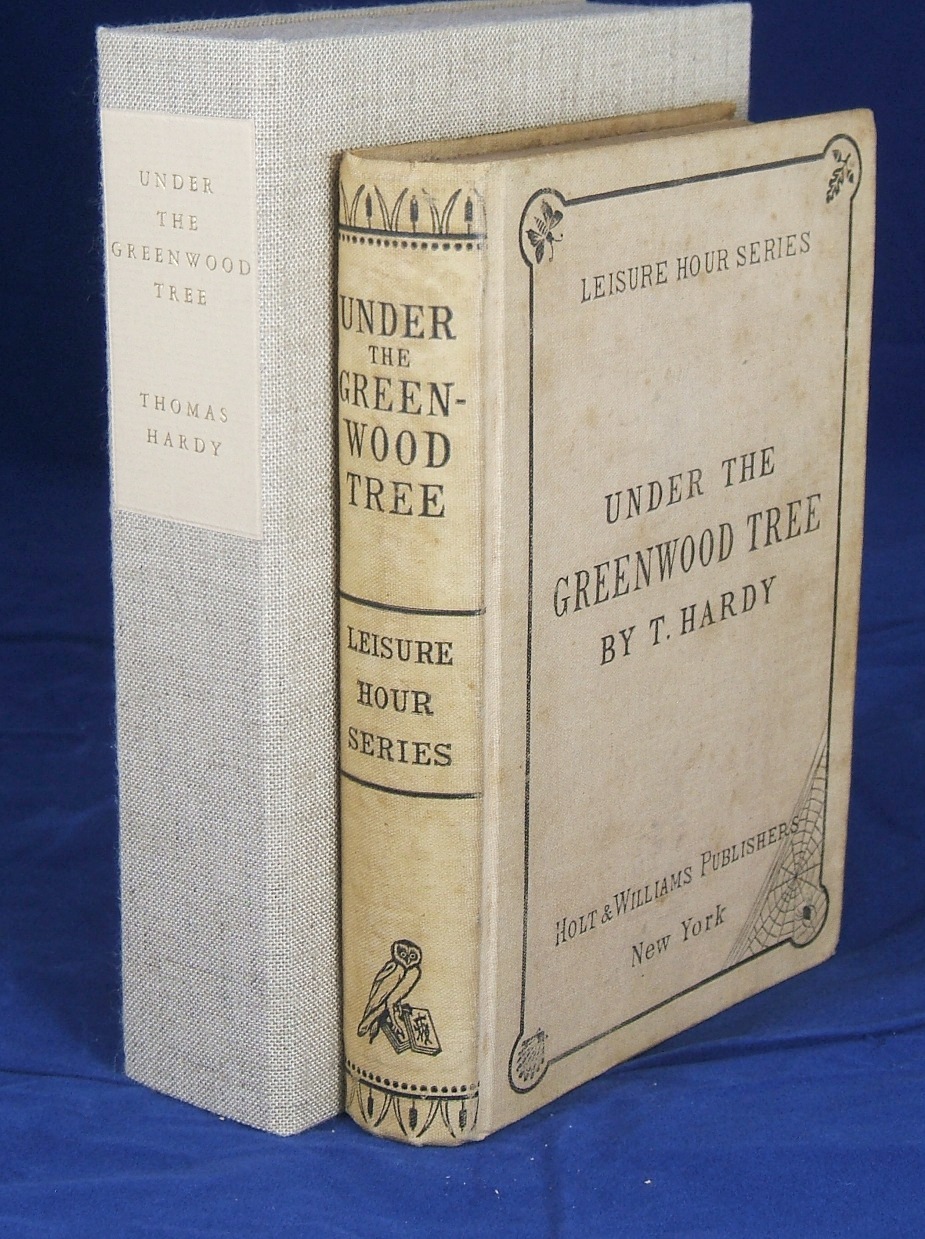 UNDER
THE
GREENWOOD
TREE
THOMAS
HARDY
UNDER
THE
GREEN-
WOOD
TREE
LEISURE
HOUR
SERIES
LEISURE HOUR SERIES
UNDER THE
GREENWOOD TREE
BY T. HARDY
HOLT & WILLIAMS PUBLISHERS
New York